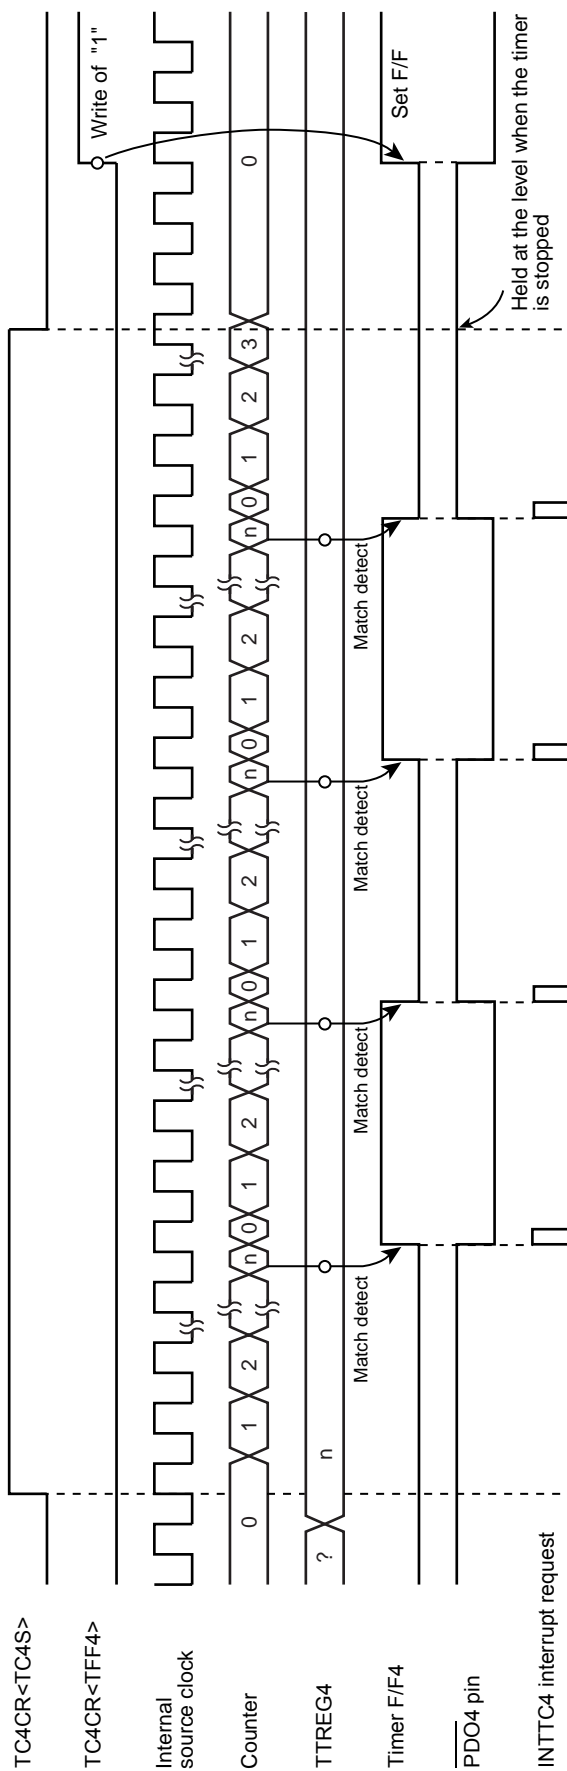 TC4CR<TC4S>
TC4CR<TFF4>
Write of "1"
Internal
source clock
Counter
0
1
2
n
0
1
2
n
0
1
2
n
0
1
2
n
0
1
2
3
0
TTREG4
?
n
Match detect
Match detect
Match detect
Match detect
Timer F/F4
Set F/F
PDO4 pin
Held at the level when the timer
is stopped
INTTC4 interrupt request